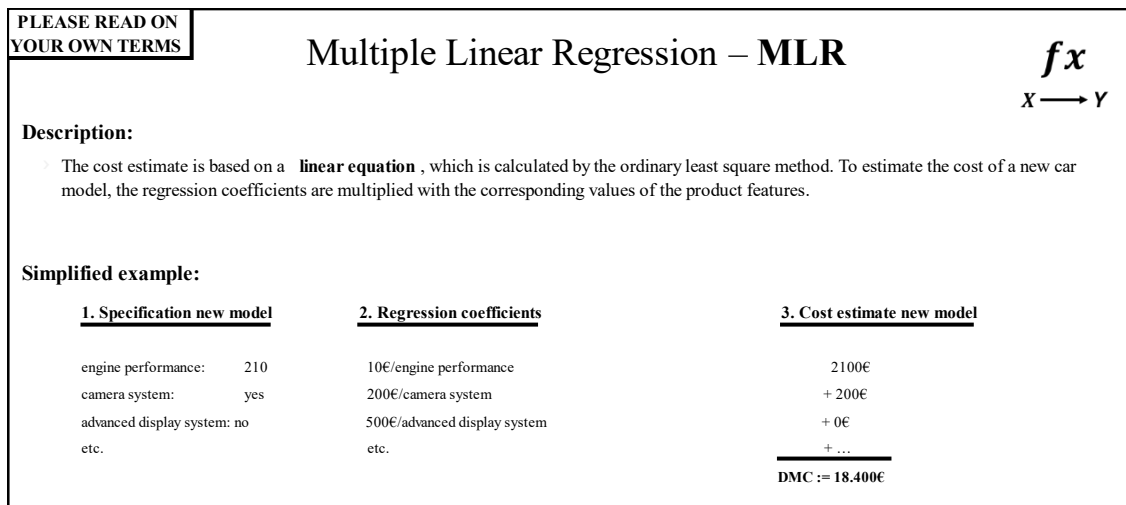 PLEASE READ ON
YOUR OWN TERMS
Multiple Linear Regression – MLR
fx
X → Y
Description:
The cost estimate is based on a linear equation , which is calculated by the ordinary least square method. To estimate the cost of a new car
model, the regression coefficients are multiplied with the corresponding values of the product features.
Simplified example:
1. Specification new model 2. Regression coefficients 3. Cost estimate new model
engine performance: 210 10€/engine performance 2100€
camera system: yes 200€/camera system + 200€
advanced display system: no 500€/advanced display system + 0€
etc. etc. + …
DMC := 18.400€